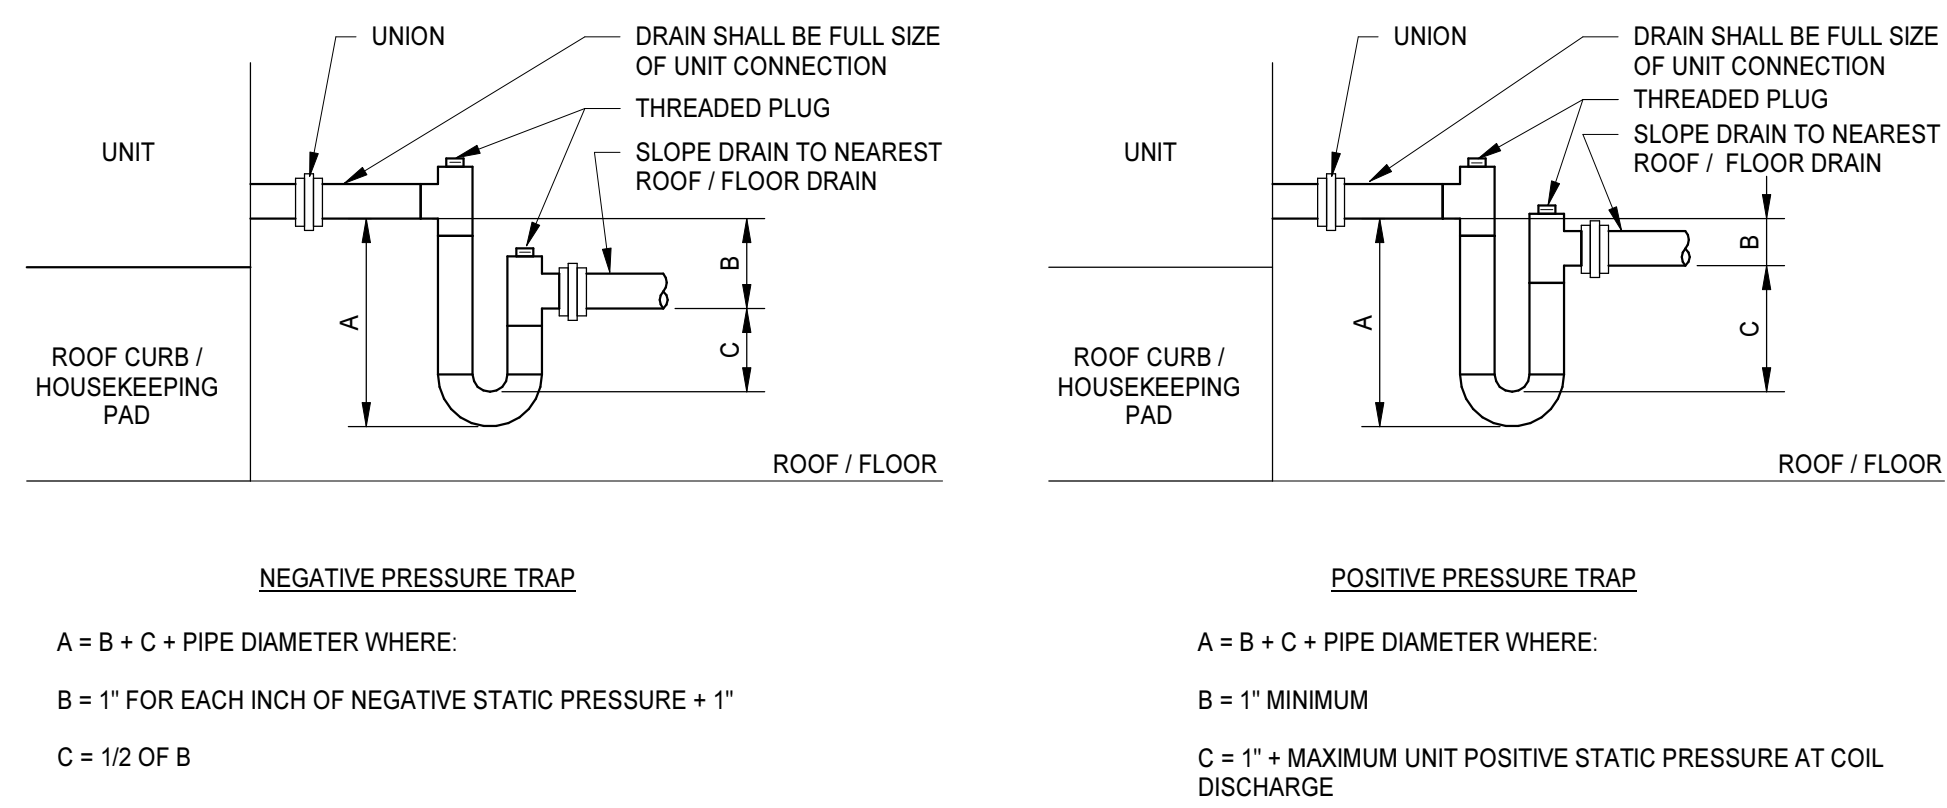 UNION
DRAIN SHALL BE FULL SIZE
OF UNIT CONNECTION
THREADED PLUG
SLOPE DRAIN TO NEAREST
ROOF / FLOOR DRAIN
UNIT
A
B
C
ROOF CURB /
HOUSEKEEPING
PAD
ROOF / FLOOR
NEGATIVE PRESSURE TRAP
A = B + C + PIPE DIAMETER WHERE:
B = 1" FOR EACH INCH OF NEGATIVE STATIC PRESSURE + 1"
C = 1/2 OF B
UNION
DRAIN SHALL BE FULL SIZE
OF UNIT CONNECTION
THREADED PLUG
SLOPE DRAIN TO NEAREST
ROOF / FLOOR DRAIN
UNIT
A
B
C
ROOF CURB /
HOUSEKEEPING
PAD
ROOF / FLOOR
POSITIVE PRESSURE TRAP
A = B + C + PIPE DIAMETER WHERE:
B = 1" MINIMUM
C = 1" + MAXIMUM UNIT POSITIVE STATIC PRESSURE AT COIL
DISCHARGE